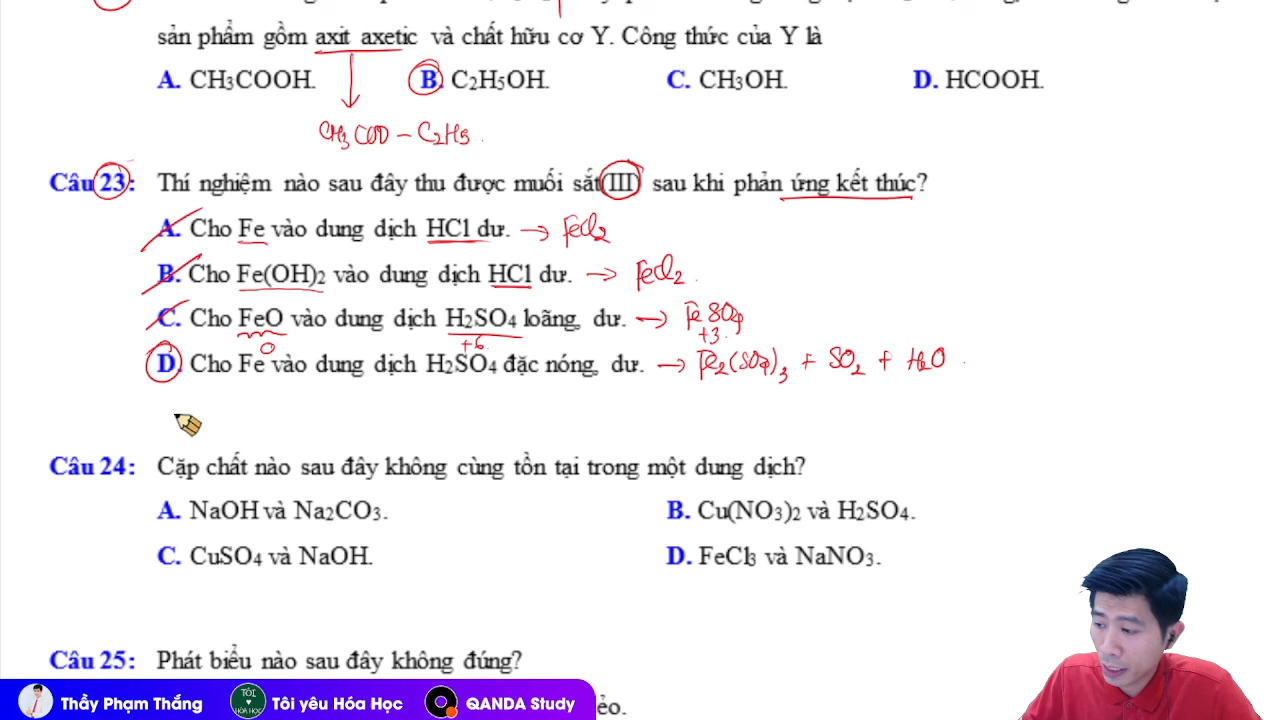 sản phẩm gồm axit axetic và chất hữu cơ Y. Công thức của Y là
A. CH3COOH. B. C2H5OH. C. CH3OH. D. HCOOH.
CH3COO – C2H5.
Câu 23: Thí nghiệm nào sau đây thu được muối sắt(III) sau khi phản ứng kết thúc?
A. Cho Fe vào dung dịch HCl dư. → FeCl2
B. Cho Fe(OH)2 vào dung dịch HCl dư. → FeCl2.
C. Cho FeO vào dung dịch H2SO4 loãng, dư. → FeSO4
0 +6 +3
D. Cho Fe vào dung dịch H2SO4 đặc nóng, dư. → Fe2(SO4)3 + SO2 + H2O.
Câu 24: Cặp chất nào sau đây không cùng tồn tại trong một dung dịch?
A. NaOH và Na2CO3. B. Cu(NO3)2 và H2SO4.
C. CuSO4 và NaOH. D. FeCl3 và NaNO3.
Câu 25: Phát biểu nào sau đây không đúng?
Thầy Phạm Thắng TÔI HÓA HỌC Tôi yêu Hóa Học QANDA Study ẻo.